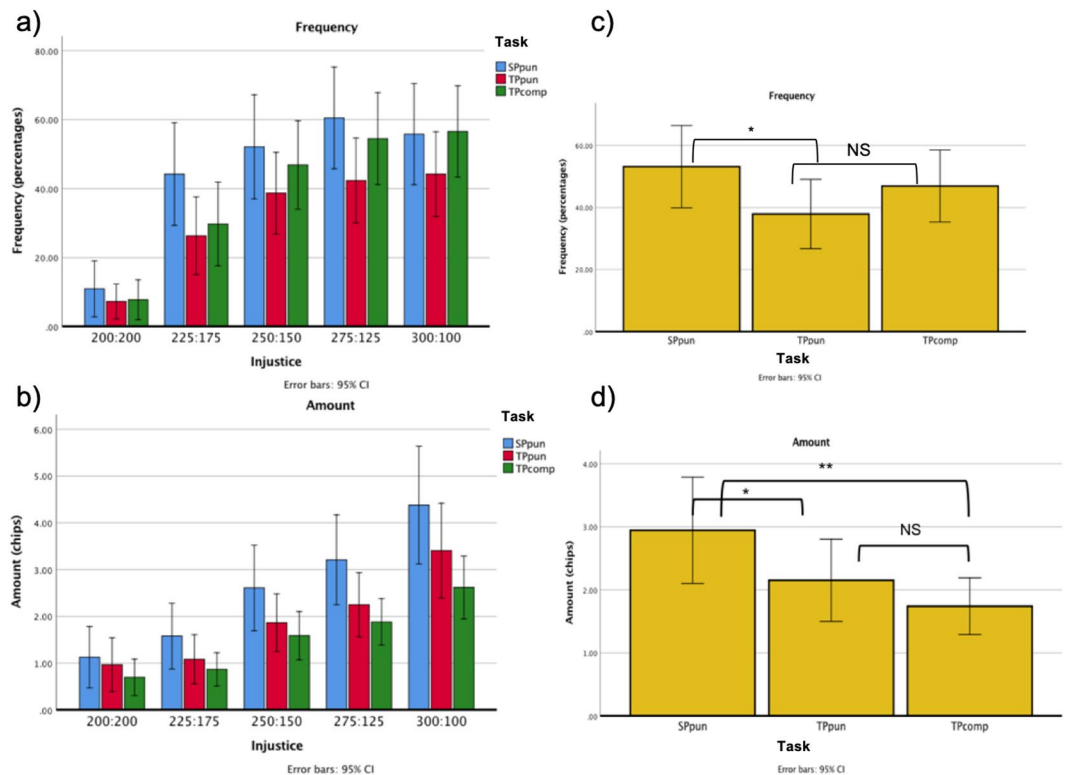 a)
Frequency
Task
SPpun
TPpun
TPcomp
Frequency (percentages)
80.00
60.00
40.00
20.00
.00
200:200 225:175 250:150 275:125 300:100
Injustice
Error bars: 95% CI
b)
Amount
Task
SPpun
TPpun
TPcomp
Amount (chips)
6.00
5.00
4.00
3.00
2.00
1.00
.00
200:200 225:175 250:150 275:125 300:100
Injustice
Error bars: 95% CI
c)
Frequency
Frequency (percentages)
60.00
40.00
20.00
.00
*
NS
SPpun TPpun TPcomp
Task
Error bars: 95% CI
d)
Amount
Amount (chips)
4.00
3.00
2.00
1.00
.00
**
*
NS
SPpun TPpun TPcomp
Task
Error bars: 95% CI